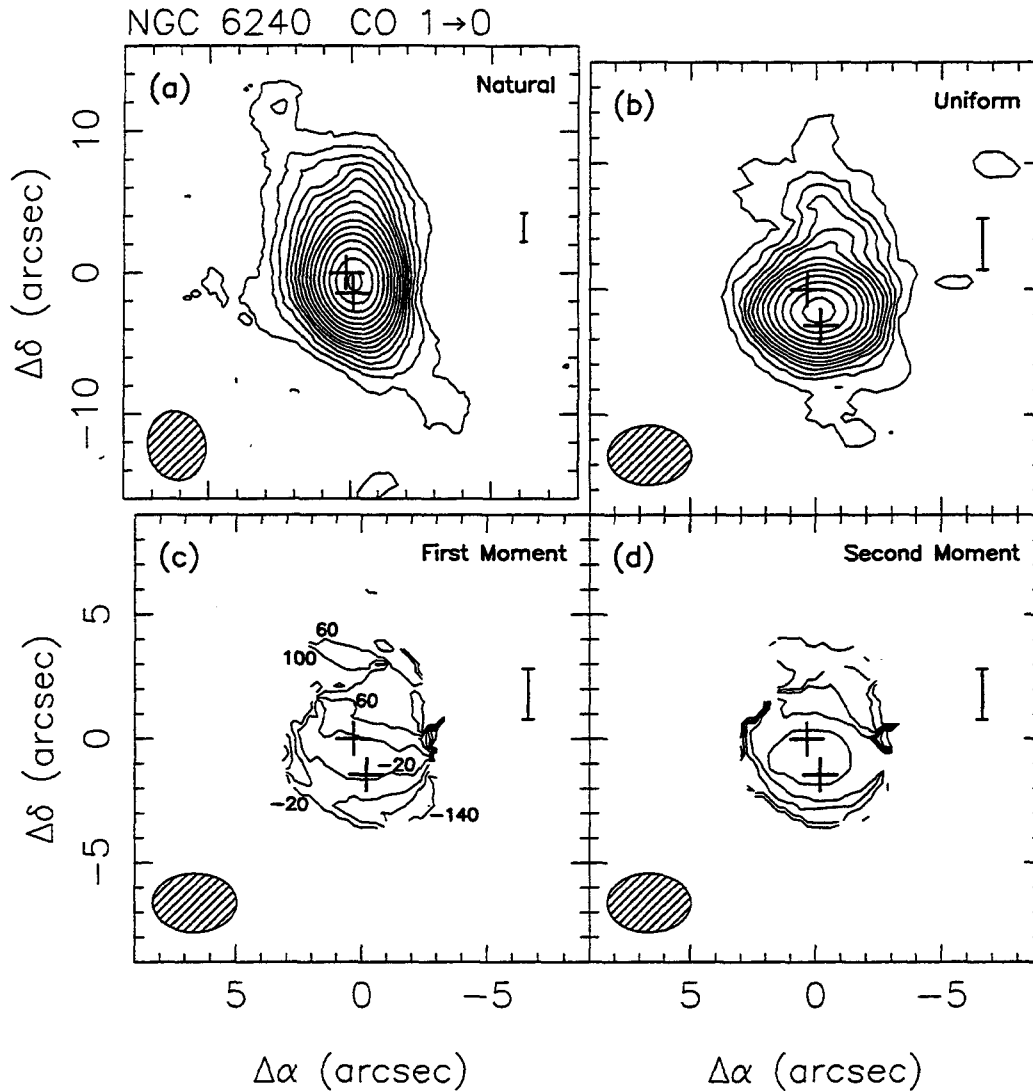 NGC 6240 CO 1→0
(a) Natural
(b) Uniform
10
0
−10
Δδ (arcsec)
(c) First Moment
60
100
60
−20
−20
−140
(d) Second Moment
5
0
−5
Δδ (arcsec)
5 0 −5
5 0 −5
Δα (arcsec)
Δα (arcsec)